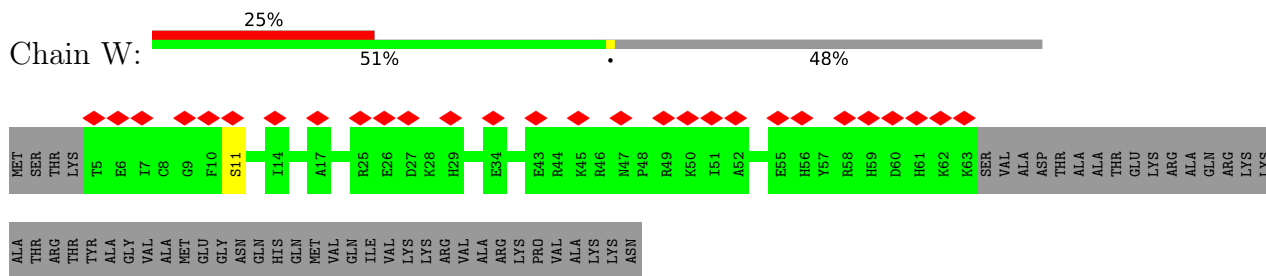 25%
Chain W:
51% • 48%
MET SER THR LYS T5 E6 I7 C8 G9 F10 S11 I14 A17 R25 E26 D27 K28 H29 E34 E43 R44 K45 R46 N47 P48 R49 K50 I51 A52 E55 H56 Y57 R58 H59 D60 H61 K62 K63 SER VAL ALA ASP THR ALA ALA THR GLU LYS ARG ALA GLN ARG LYS LYS
ALA THR ARG THR TYR ALA GLY VAL ALA MET GLU GLY ASN GLN HIS GLN MET VAL GLN ILE VAL LYS LYS ARG VAL ALA ARG LYS PRO VAL ALA LYS LYS ASN